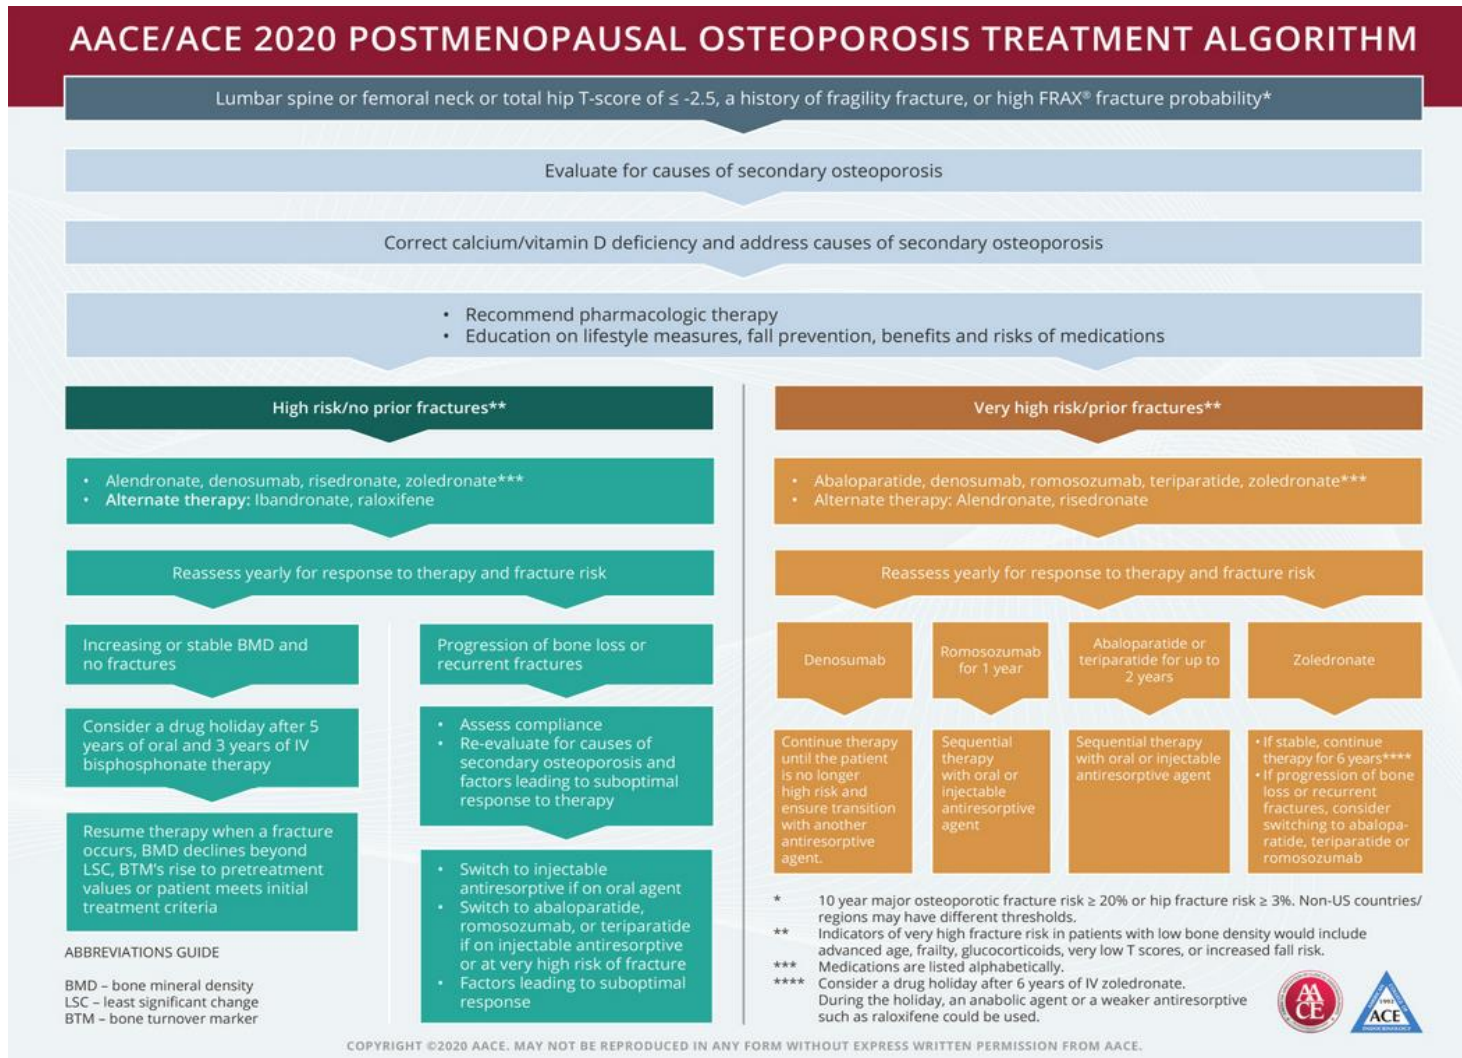 AACE/ACE 2020 POSTMENOPAUSAL OSTEOPOROSIS TREATMENT ALGORITHM
Lumbar spine or femoral neck or total hip T-score of ≤ -2.5, a history of fragility fracture, or high FRAX® fracture probability*
Evaluate for causes of secondary osteoporosis
Correct calcium/vitamin D deficiency and address causes of secondary osteoporosis
• Recommend pharmacologic therapy
• Education on lifestyle measures, fall prevention, benefits and risks of medications
High risk/no prior fractures**
• Alendronate, denosumab, risedronate, zoledronate***
• Alternate therapy: Ibandronate, raloxifene
Reassess yearly for response to therapy and fracture risk
Increasing or stable BMD and
no fractures
Consider a drug holiday after 5
years of oral and 3 years of IV
bisphosphonate therapy
Resume therapy when a fracture
occurs, BMD declines beyond
LSC, BTM's rise to pretreatment
values or patient meets initial
treatment criteria
Progression of bone loss or
recurrent fractures
• Assess compliance
• Re-evaluate for causes of
secondary osteoporosis and
factors leading to suboptimal
response to therapy
• Switch to injectable
antiresorptive if on oral agent
• Switch to abaloparatide,
romosozumab, or teriparatide
if on injectable antiresorptive
or at very high risk of fracture
• Factors leading to suboptimal
response
ABBREVIATIONS GUIDE
BMD – bone mineral density
LSC – least significant change
BTM – bone turnover marker
Very high risk/prior fractures**
• Abaloparatide, denosumab, romosozumab, teriparatide, zoledronate***
• Alternate therapy: Alendronate, risedronate
Reassess yearly for response to therapy and fracture risk
Denosumab
Continue therapy
until the patient
is no longer
high risk and
ensure transition
with another
antiresorptive
agent.
Romosozumab
for 1 year
Sequential
therapy
with oral or
injectable
antiresorptive
agent
Abaloparatide or
teriparatide for up to
2 years
Sequential therapy
with oral or injectable
antiresorptive agent
Zoledronate
• If stable, continue
therapy for 6 years****
• If progression of bone
loss or recurrent
fractures, consider
switching to abalopa-
ratide, teriparatide or
romosozumab
* 10 year major osteoporotic fracture risk ≥ 20% or hip fracture risk ≥ 3%. Non-US countries/
regions may have different thresholds.
** Indicators of very high fracture risk in patients with low bone density would include
advanced age, frailty, glucocorticoids, very low T scores, or increased fall risk.
*** Medications are listed alphabetically.
**** Consider a drug holiday after 6 years of IV zoledronate.
During the holiday, an anabolic agent or a weaker antiresorptive
such as raloxifene could be used.
AACE
ACE
COPYRIGHT ©2020 AACE. MAY NOT BE REPRODUCED IN ANY FORM WITHOUT EXPRESS WRITTEN PERMISSION FROM AACE.